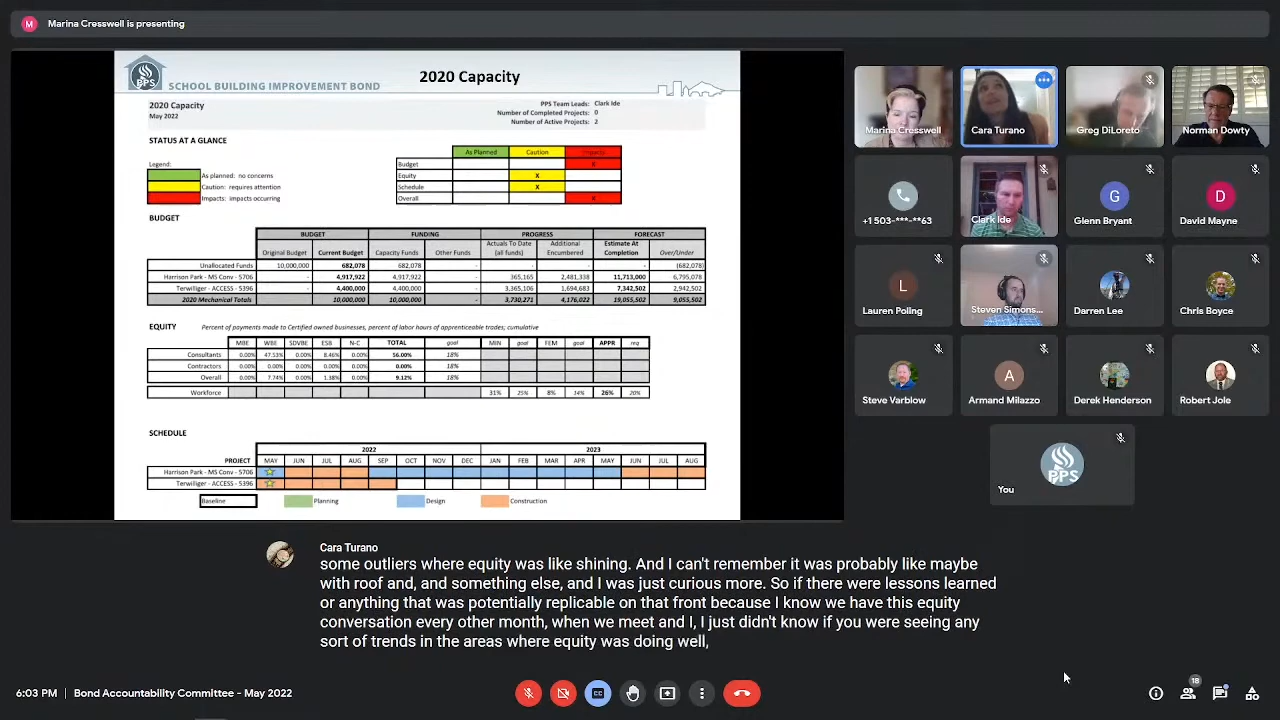 M Marina Cresswell is presenting
PPS SCHOOL BUILDING IMPROVEMENT BOND
2020 Capacity
2020 Capacity
May 2022
PPS Team Leads: Clark Ide
Number of Completed Projects: 0
Number of Active Projects: 2
STATUS AT A GLANCE
As Planned Caution Impacts
Legend:
Budget X
As planned: no concerns
Equity X
Caution: requires attention
Schedule X
Impacts: impacts occurring
Overall X
BUDGET
BUDGET FUNDING PROGRESS FORECAST
Original Budget Current Budget Capacity Funds Other Funds Actuals To Date (all funds) Additional Encumbered Estimate At Completion Over/Under
Unallocated Funds 10,000,000 682,078 682,078 - - (682,078)
Harrison Park - MS Conv - 5706 - 4,917,922 4,917,922 - 365,165 2,481,338 11,713,000 6,795,078
Terwilliger - ACCESS - 5396 - 4,400,000 4,400,000 - 3,365,106 1,694,683 7,342,502 2,942,502
2020 Mechanical Totals 10,000,000 10,000,000 - 3,730,271 4,176,022 19,055,502 9,055,502
EQUITY Percent of payments made to Certified owned businesses, percent of labor hours of apprenticeable trades; cumulative
MBE WBE SDVBE ESB N-C TOTAL goal MIN goal FEM goal APPR req
Consultants 0.00% 47.53% 0.00% 8.46% 0.00% 56.00% 18%
Contractors 0.00% 0.00% 0.00% 0.00% 0.00% 0.00% 18%
Overall 0.00% 7.74% 0.00% 1.38% 0.00% 9.12% 18%
Workforce 31% 25% 8% 14% 26% 20%
SCHEDULE
2022 2023
PROJECT MAY JUN JUL AUG SEP OCT NOV DEC JAN FEB MAR APR MAY JUN JUL AUG
Harrison Park - MS Conv - 5706
Terwilliger - ACCESS - 5396
Baseline Planning Design Construction
Marina Cresswell
Cara Turano
Greg DiLoreto
Norman Dowty
+1 503-***-**63
Clark Ide
G Glenn Bryant
D David Mayne
L Lauren Poling
Steven Simons...
Chris Boyce
Steve Varblow
A Armand Milazzo
Derek Henderson
Robert Jole
PPS
You
Cara Turano
some outliers where equity was like shining. And I can't remember it was probably like maybe
with roof and, and something else, and I was just curious more. So if there were lessons learned
or anything that was potentially replicable on that front because I know we have this equity
conversation every other month, when we meet and I, I just didn't know if you were seeing any
sort of trends in the areas where equity was doing well,
6:03 PM | Bond Accountability Committee - May 2022
CC
18